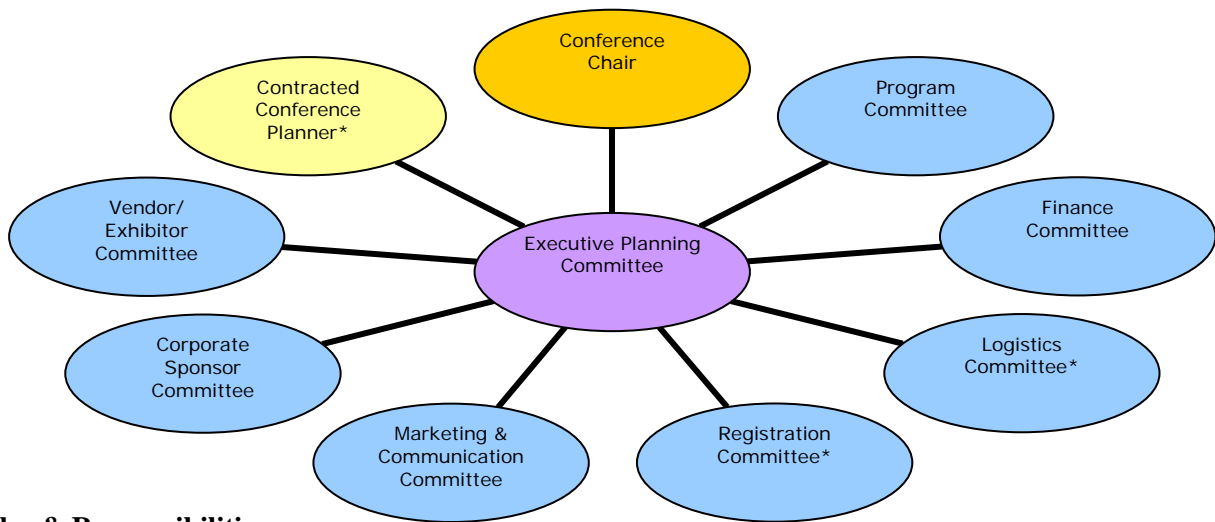 Conference
Chair
Contracted
Conference
Planner*
Program
Committee
Vendor/
Exhibitor
Committee
Finance
Committee
Executive Planning
Committee
Corporate
Sponsor
Committee
Logistics
Committee*
Marketing &
Communication
Committee
Registration
Committee*